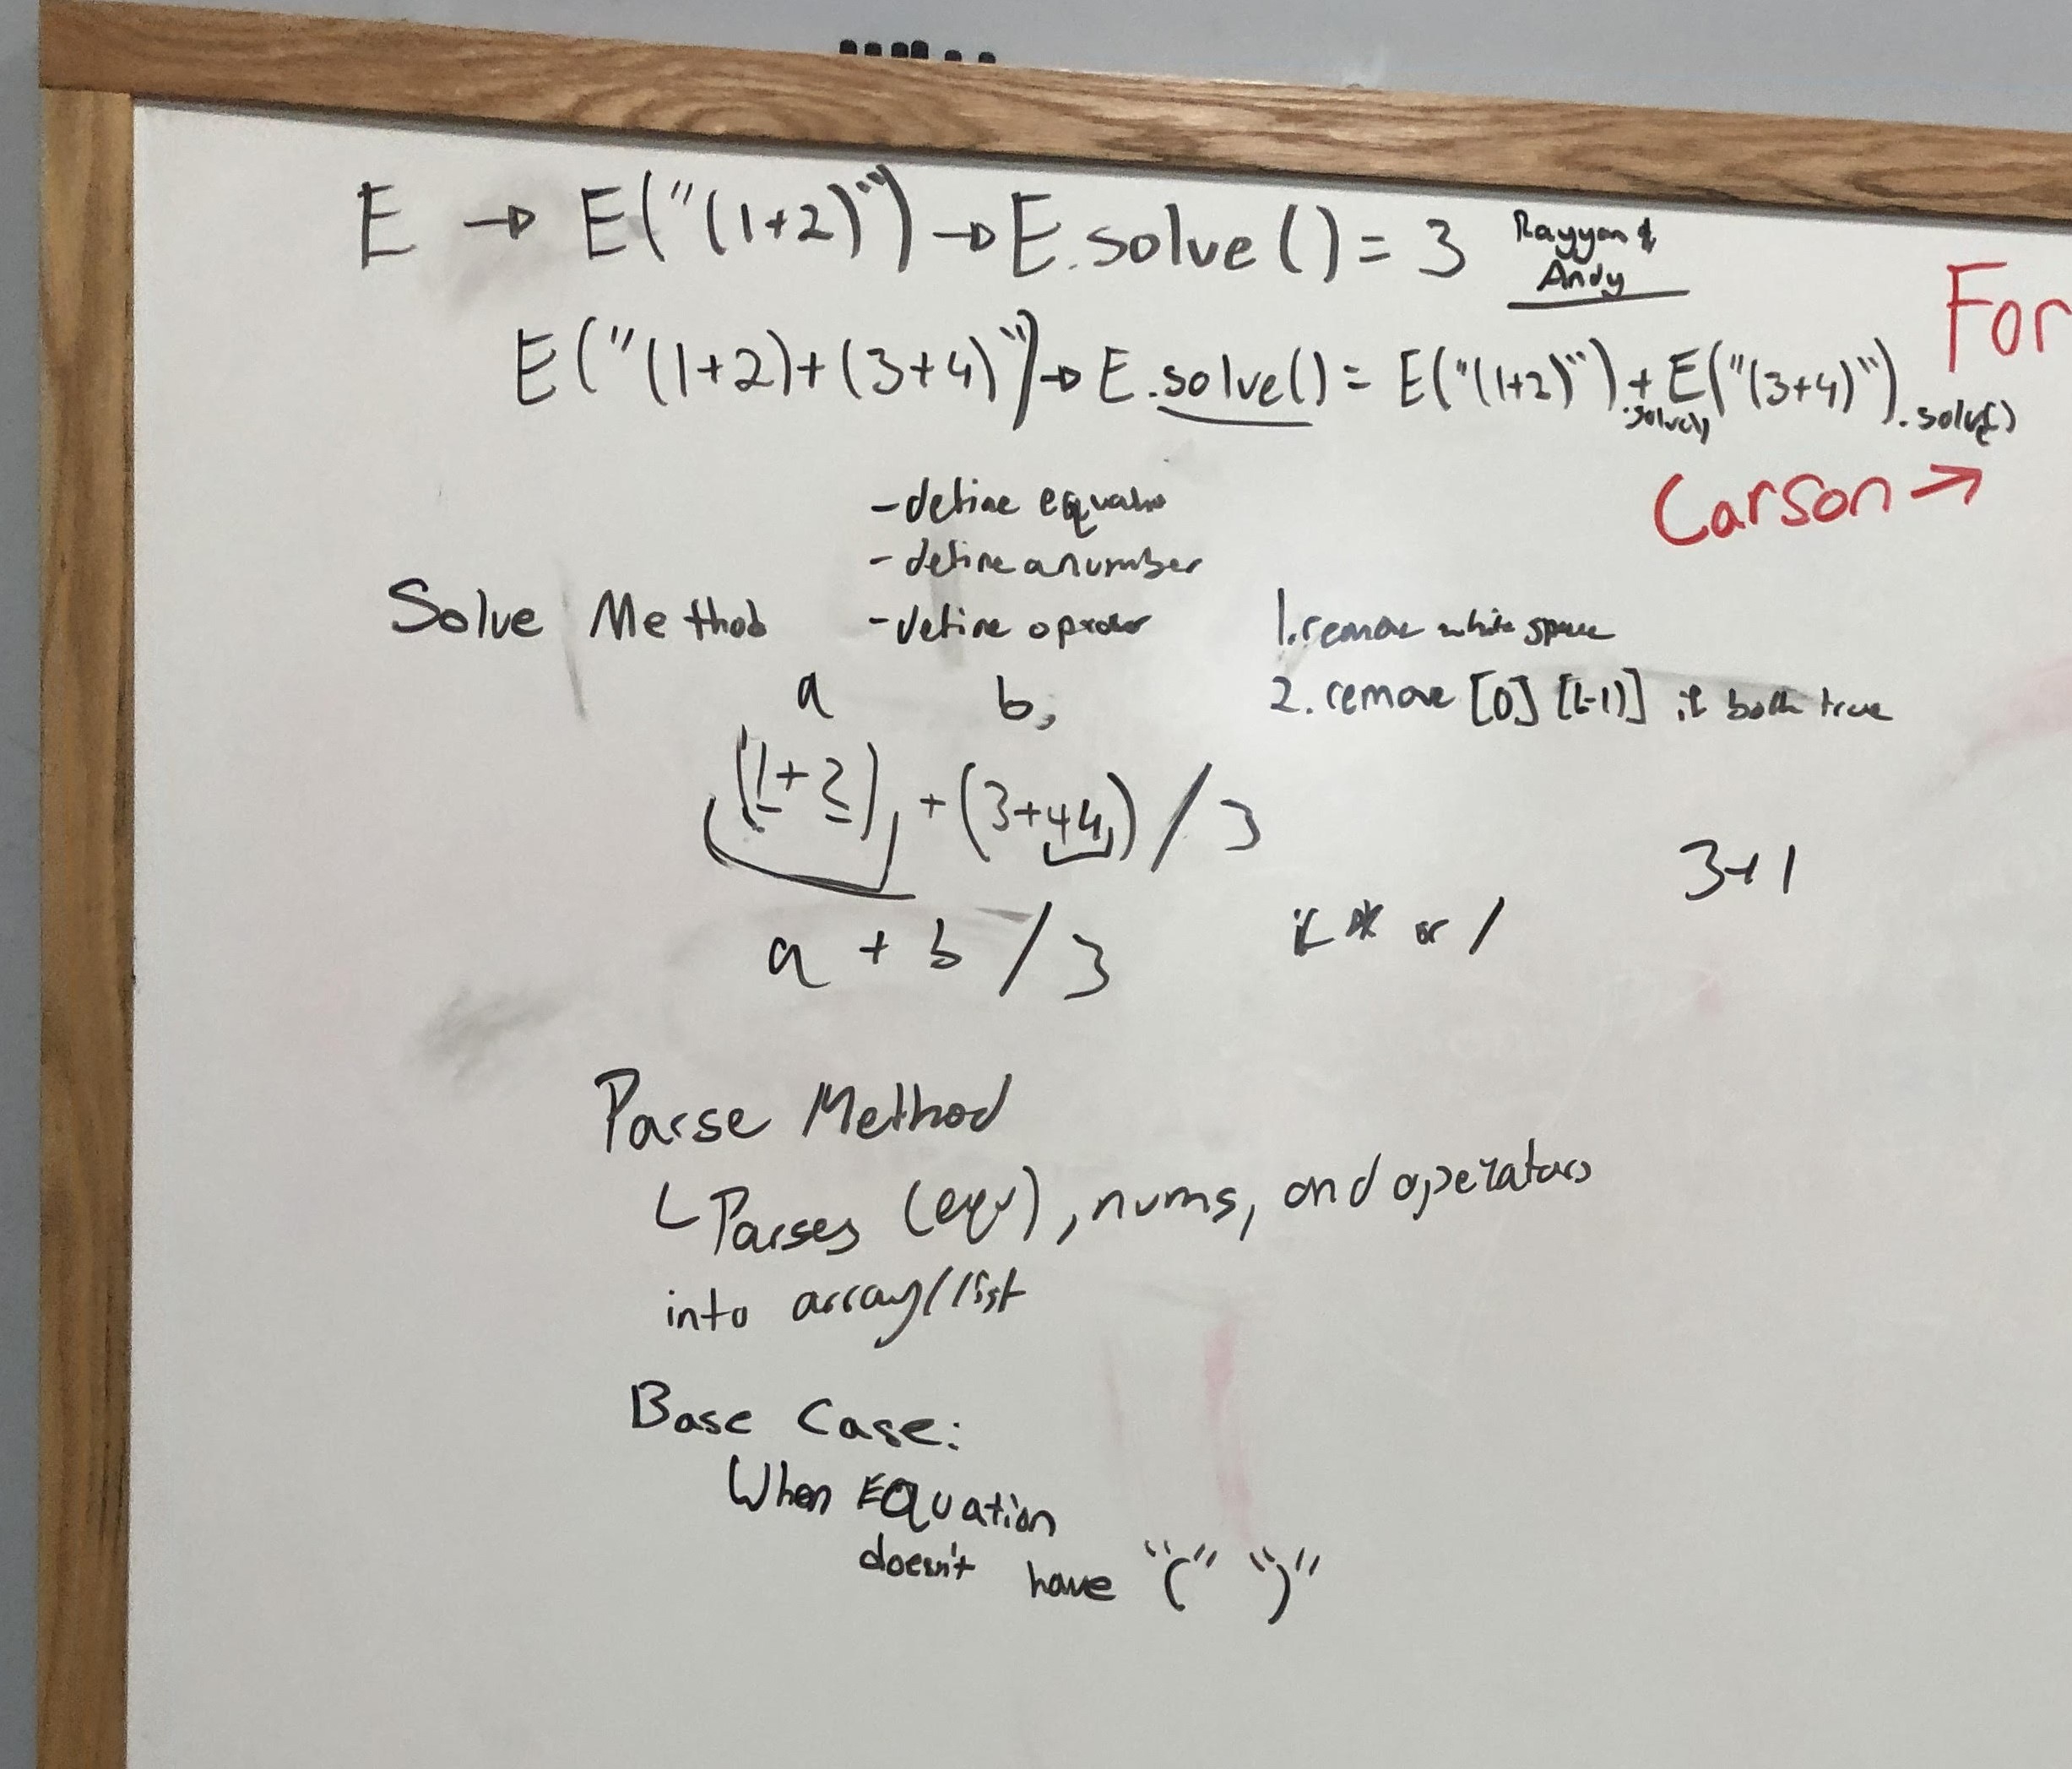 E → E("(1+2)") → E.solve() = 3
Rayyan &
Andy
For
E("(1+2)+(3+4)") → E.solve() = E("(1+2)").solve() + E("(3+4)").solve()
Carson →
- define equatio
- define a number
Solve Method
- define oprator
1. remove white space
2. remove [0] [L-1)] if both true
a b
(1+2) + (3+44) / 3
3+1
a + b / 3
if * or /
Parse Method
Parses (equ), nums, and operators
into array/list
Base Case:
When EQuation
doesn't have "(" ")"